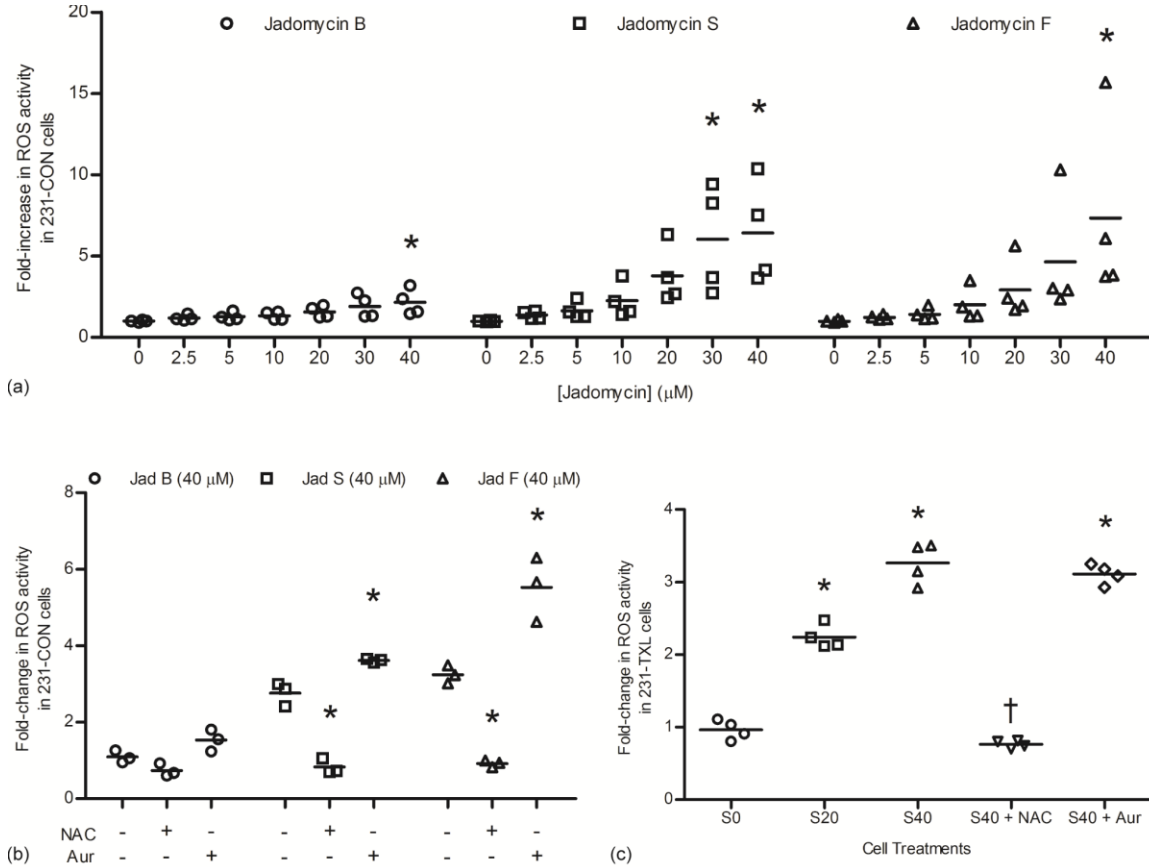 20
15
10
5
0
Fold-increase in ROS activity
in 231-CON cells
Jadomycin B
Jadomycin S
Jadomycin F
*
*
*
*
0 2.5 5 10 20 30 40 0 2.5 5 10 20 30 40 0 2.5 5 10 20 30 40
(a)
[Jadomycin] (μM)
Jad B (40 μM) Jad S (40 μM) Jad F (40 μM)
8
6
4
2
0
Fold-change in ROS activity
in 231-CON cells
*
*
*
*
NAC - + - - + - - + -
Aur - - + - - + - - +
(b)
4
3
2
1
0
Fold-change in ROS activity
in 231-TXL cells
*
*
†
*
S0 S20 S40 S40 + NAC S40 + Aur
(c)
Cell Treatments